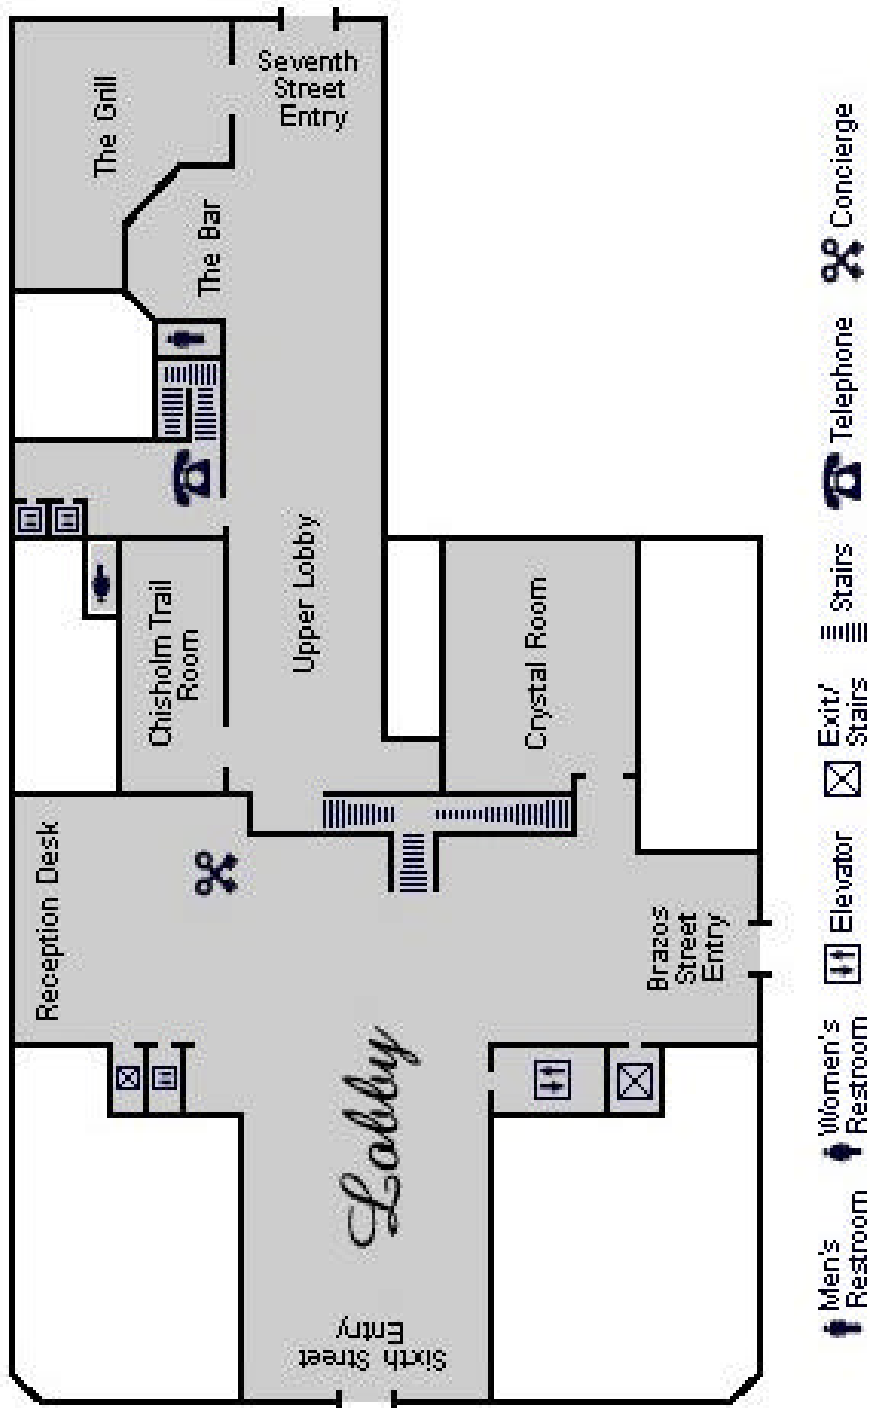 Seventh
Street
Entry
The Grill
The Bar
Upper Lobby
Chisholm Trail
Room
Crystal Room
Reception Desk
Brazos
Street
Entry
Lobby
Sixth Street
Entry
Men's
Restroom
Women's
Restroom
Elevator
Exit/
Stairs
Stairs
Telephone
Concierge